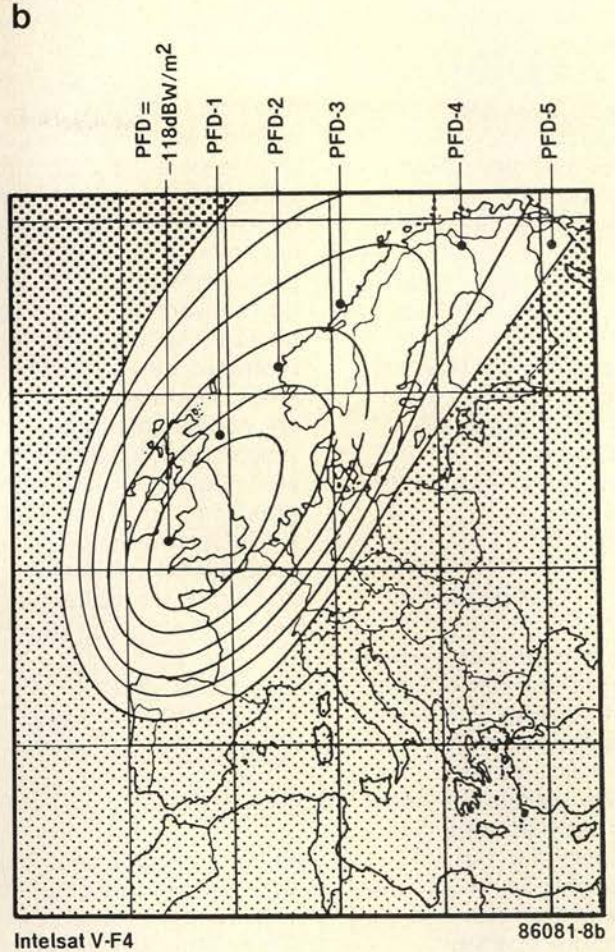 b
PFD =
–118dBW/m²
PFD-1
PFD-2
PFD-3
PFD-4
PFD-5
Intelsat V-F4
86081-8b